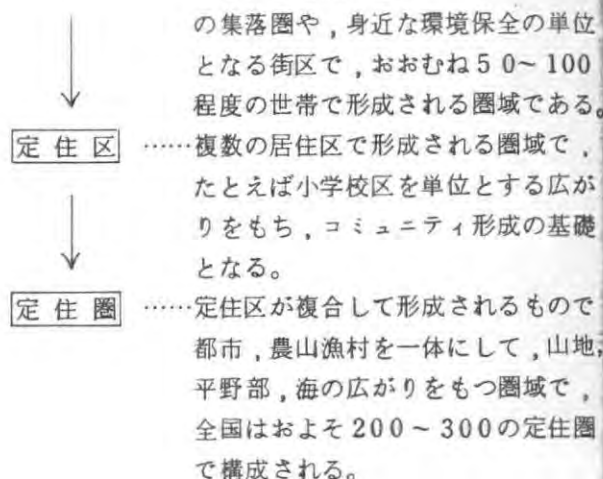 の集落圏や，身近な環境保全の単位
となる街区で，おおむね５０～１００
程度の世帯で形成される圏域である。
定住区 ……複数の居住区で形成される圏域で，
たとえば小学校区を単位とする広が
りをもち，コミュニティ形成の基礎
となる。
定住圏 ……定住区が複合して形成されるもので
都市，農山漁村を一体にして，山地，
平野部，海の広がりをもつ圏域で，
全国はおよそ２００～３００の定住圏
で構成される。